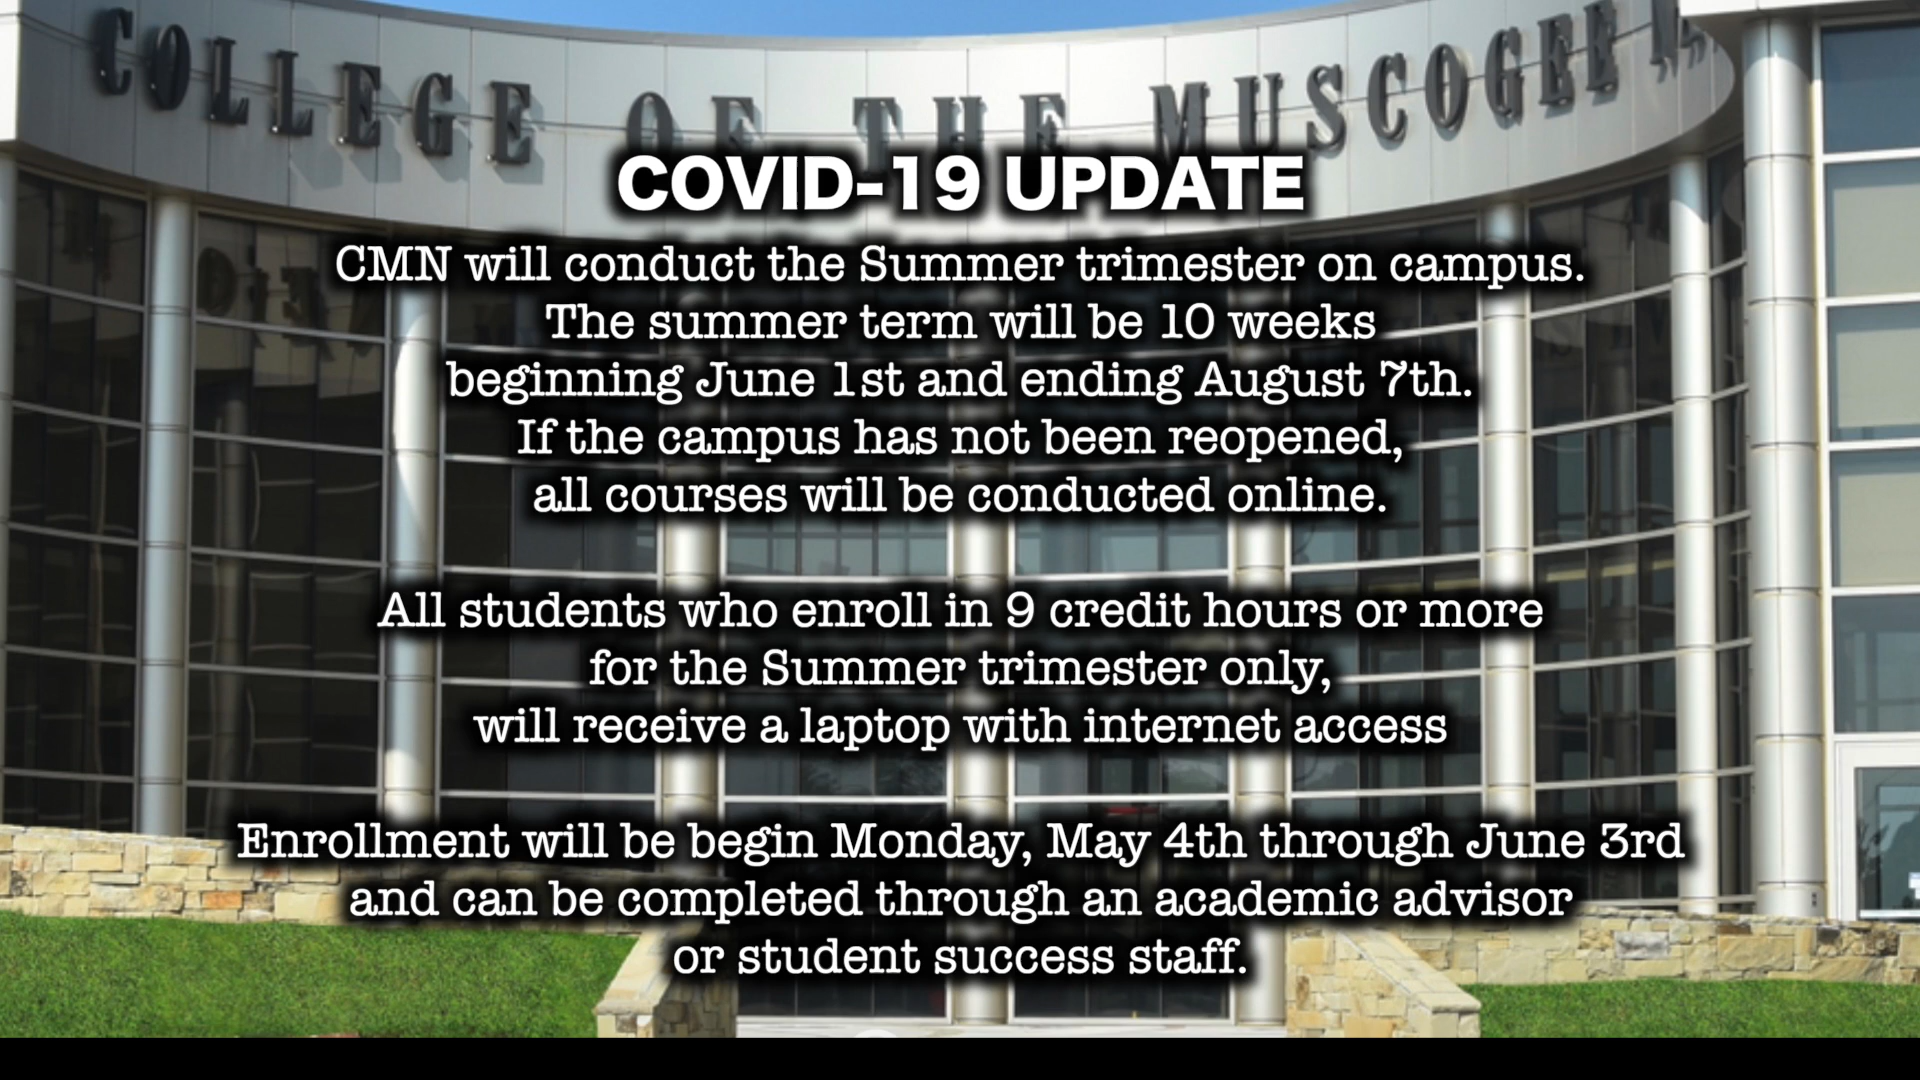 COLLEGE OF THE MUSCOGEE
COVID-19 UPDATE
CMN will conduct the Summer trimester on campus.
The summer term will be 10 weeks
beginning June 1st and ending August 7th.
If the campus has not been reopened,
all courses will be conducted online.
All students who enroll in 9 credit hours or more
for the Summer trimester only,
will receive a laptop with internet access
Enrollment will be begin Monday, May 4th through June 3rd
and can be completed through an academic advisor
or student success staff.